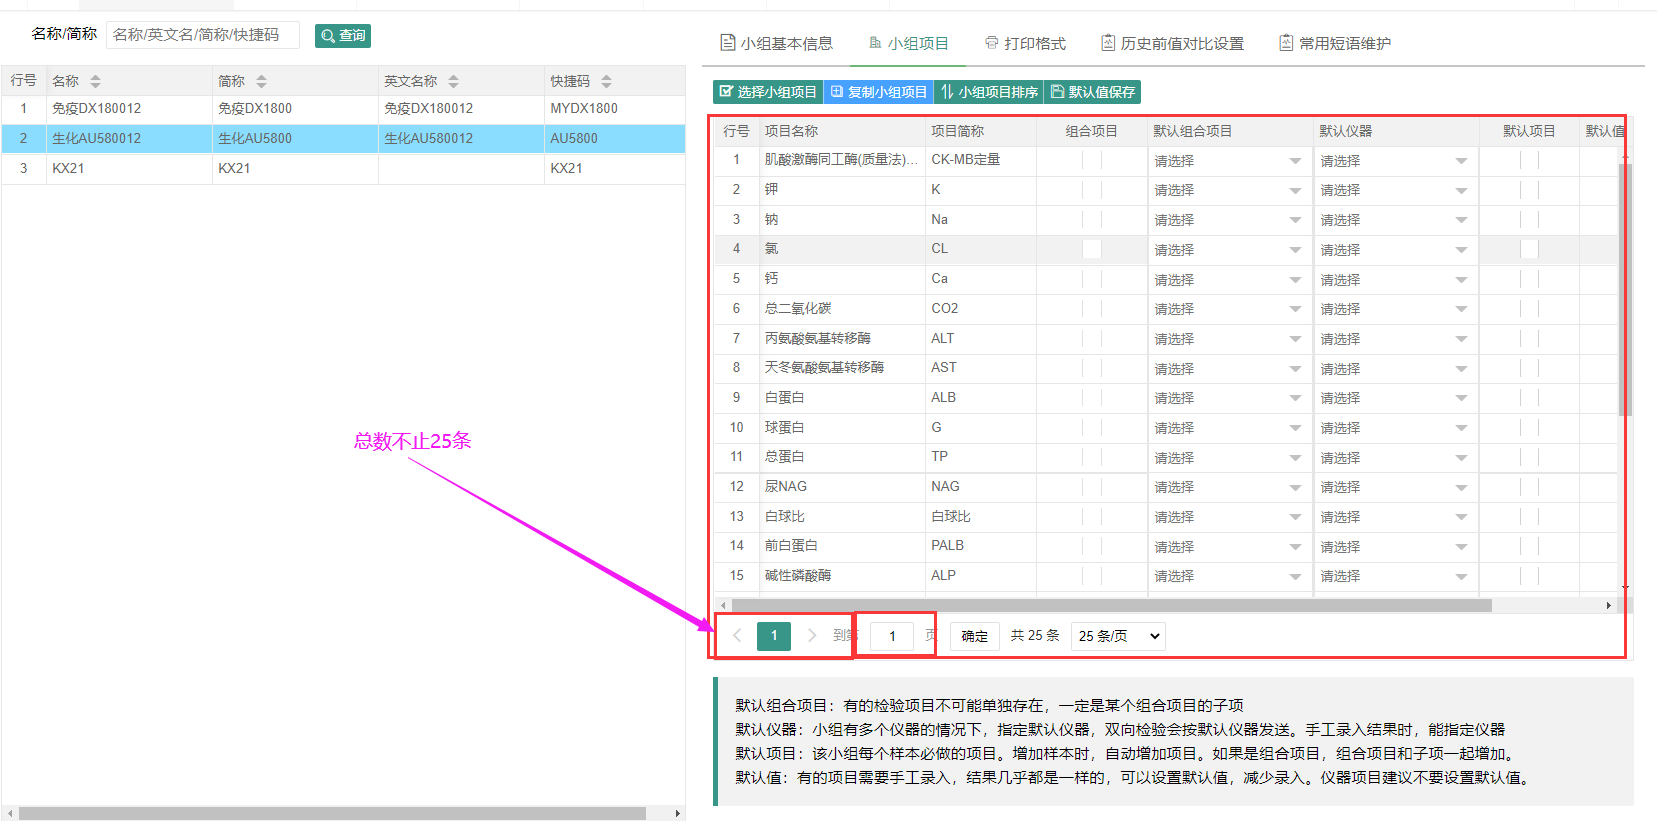 名称/简称 名称/英文名/简称/快捷码 查询
行号 名称 简称 英文名称 快捷码
1 免疫DX180012 免疫DX1800 免疫DX180012 MYDX1800
2 生化AU580012 生化AU5800 生化AU580012 AU5800
3 KX21 KX21 KX21
总数不止25条
小组基本信息 小组项目 打印格式 历史前值对比设置 常用短语维护
选择小组项目 复制小组项目 小组项目排序 默认值保存
行号 项目名称 项目简称 组合项目 默认组合项目 默认仪器 默认项目 默认值
1 肌酸激酶同工酶(质量法)... CK-MB定量 请选择 请选择
2 钾 K 请选择 请选择
3 钠 Na 请选择 请选择
4 氯 CL 请选择 请选择
5 钙 Ca 请选择 请选择
6 总二氧化碳 CO2 请选择 请选择
7 丙氨酸氨基转移酶 ALT 请选择 请选择
8 天冬氨酸氨基转移酶 AST 请选择 请选择
9 白蛋白 ALB 请选择 请选择
10 球蛋白 G 请选择 请选择
11 总蛋白 TP 请选择 请选择
12 尿NAG NAG 请选择 请选择
13 白球比 白球比 请选择 请选择
14 前白蛋白 PALB 请选择 请选择
15 碱性磷酸酶 ALP 请选择 请选择
1 到第 1 页 确定 共 25 条 25 条/页
默认组合项目：有的检验项目不可能单独存在，一定是某个组合项目的子项
默认仪器：小组有多个仪器的情况下，指定默认仪器，双向检验会按默认仪器发送。手工录入结果时，能指定仪器
默认项目：该小组每个样本必做的项目。增加样本时，自动增加项目。如果是组合项目，组合项目和子项一起增加。
默认值：有的项目需要手工录入，结果几乎都是一样的，可以设置默认值，减少录入。仪器项目建议不要设置默认值。